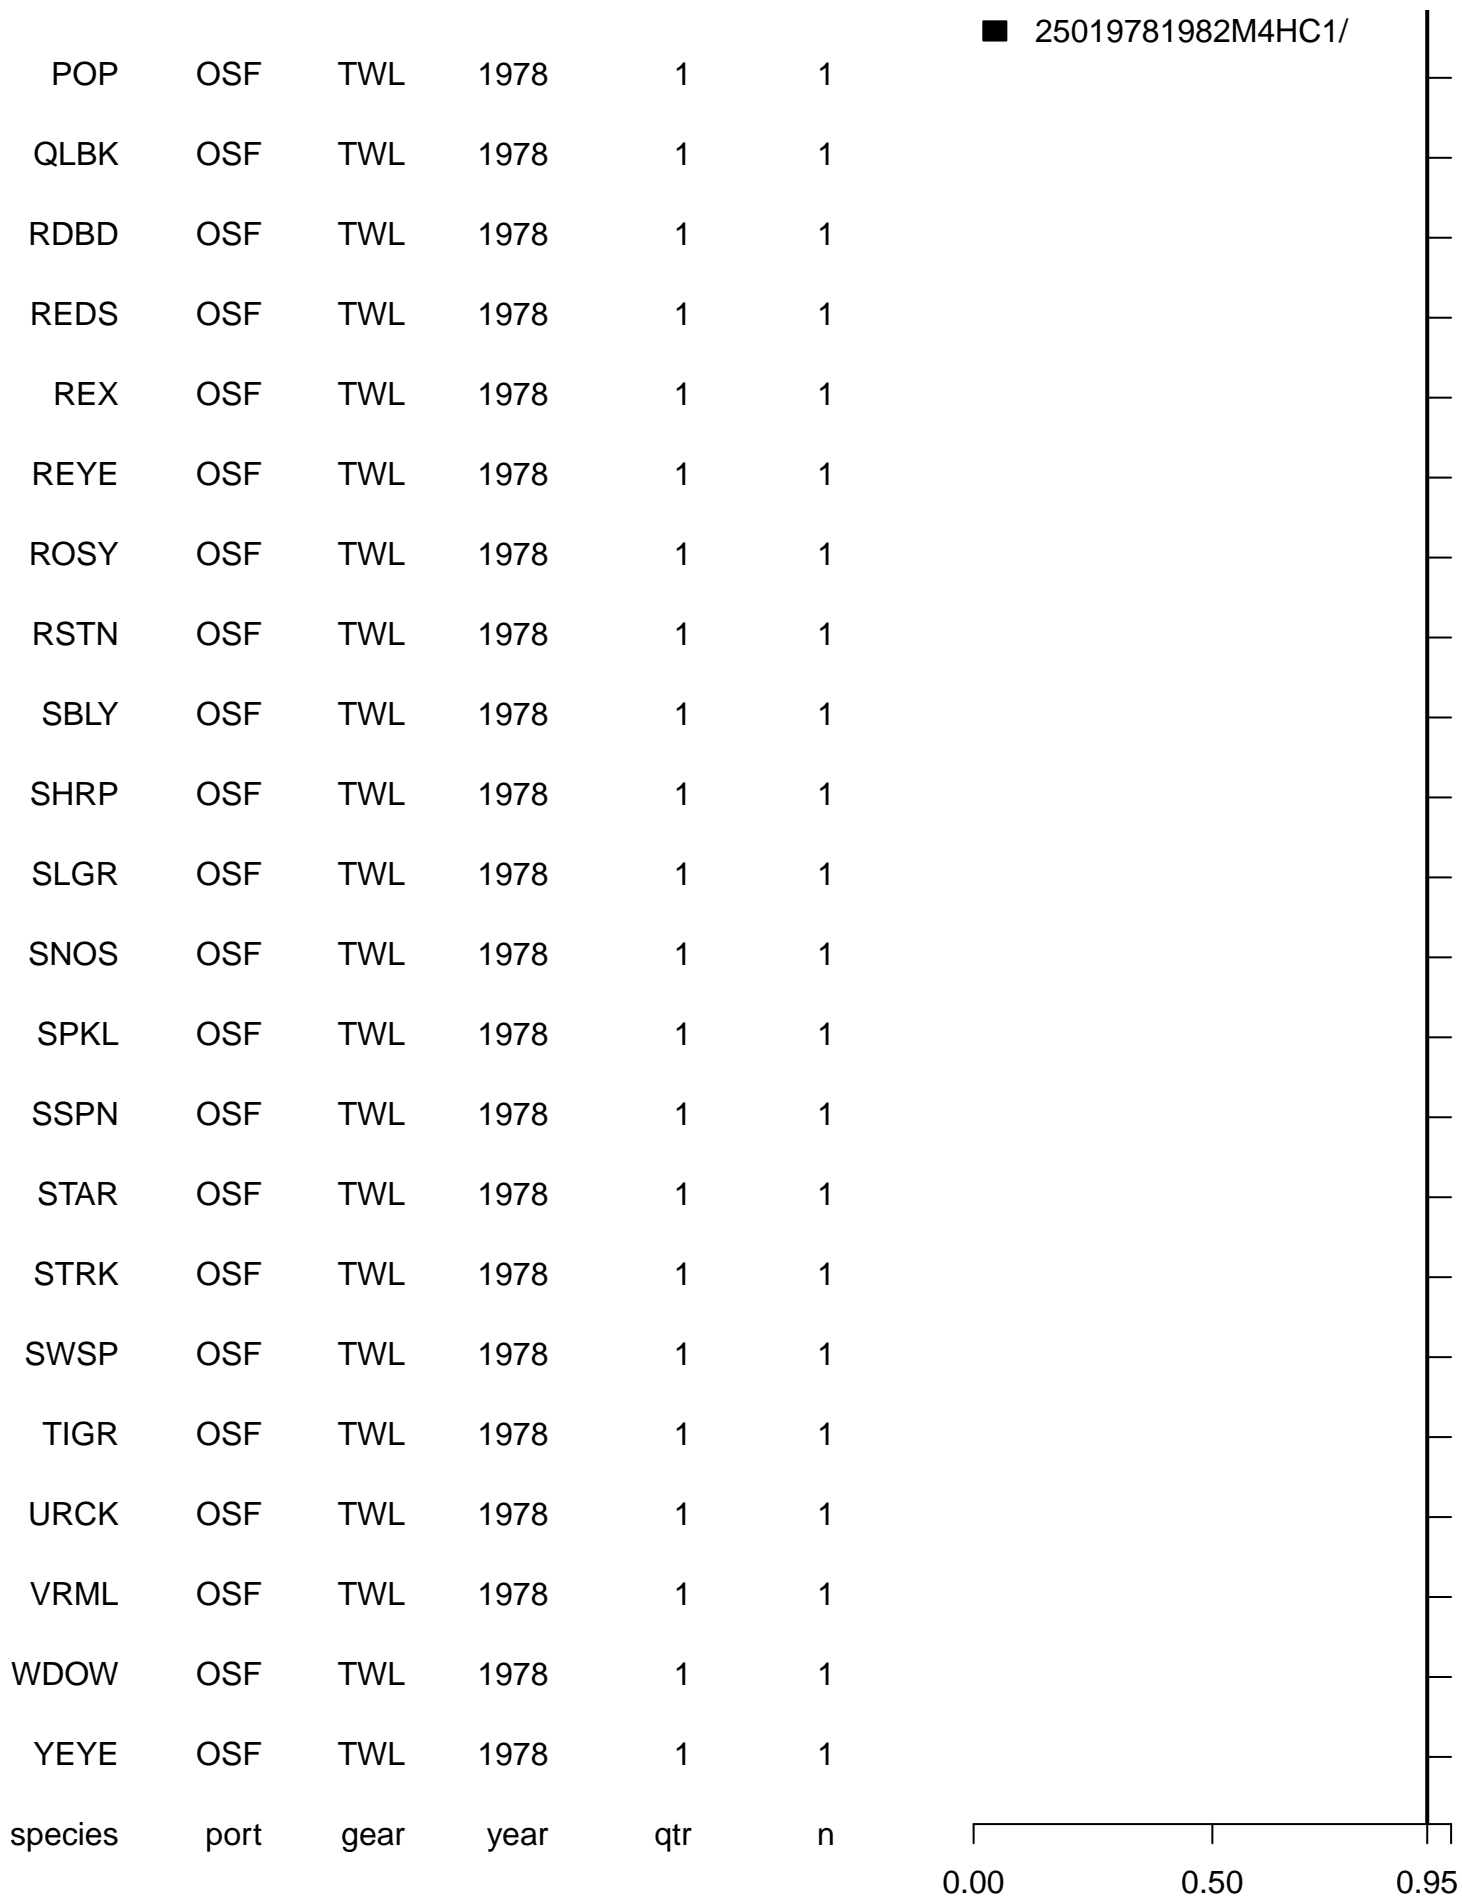 25019781982M4HC1/
POP OSF TWL 1978 1 1
QLBK OSF TWL 1978 1 1
RDBD OSF TWL 1978 1 1
REDS OSF TWL 1978 1 1
REX OSF TWL 1978 1 1
REYE OSF TWL 1978 1 1
ROSY OSF TWL 1978 1 1
RSTN OSF TWL 1978 1 1
SBLY OSF TWL 1978 1 1
SHRP OSF TWL 1978 1 1
SLGR OSF TWL 1978 1 1
SNOS OSF TWL 1978 1 1
SPKL OSF TWL 1978 1 1
SSPN OSF TWL 1978 1 1
STAR OSF TWL 1978 1 1
STRK OSF TWL 1978 1 1
SWSP OSF TWL 1978 1 1
TIGR OSF TWL 1978 1 1
URCK OSF TWL 1978 1 1
VRML OSF TWL 1978 1 1
WDOW OSF TWL 1978 1 1
YEYE OSF TWL 1978 1 1
species port gear year qtr n
0.00 0.50 0.95